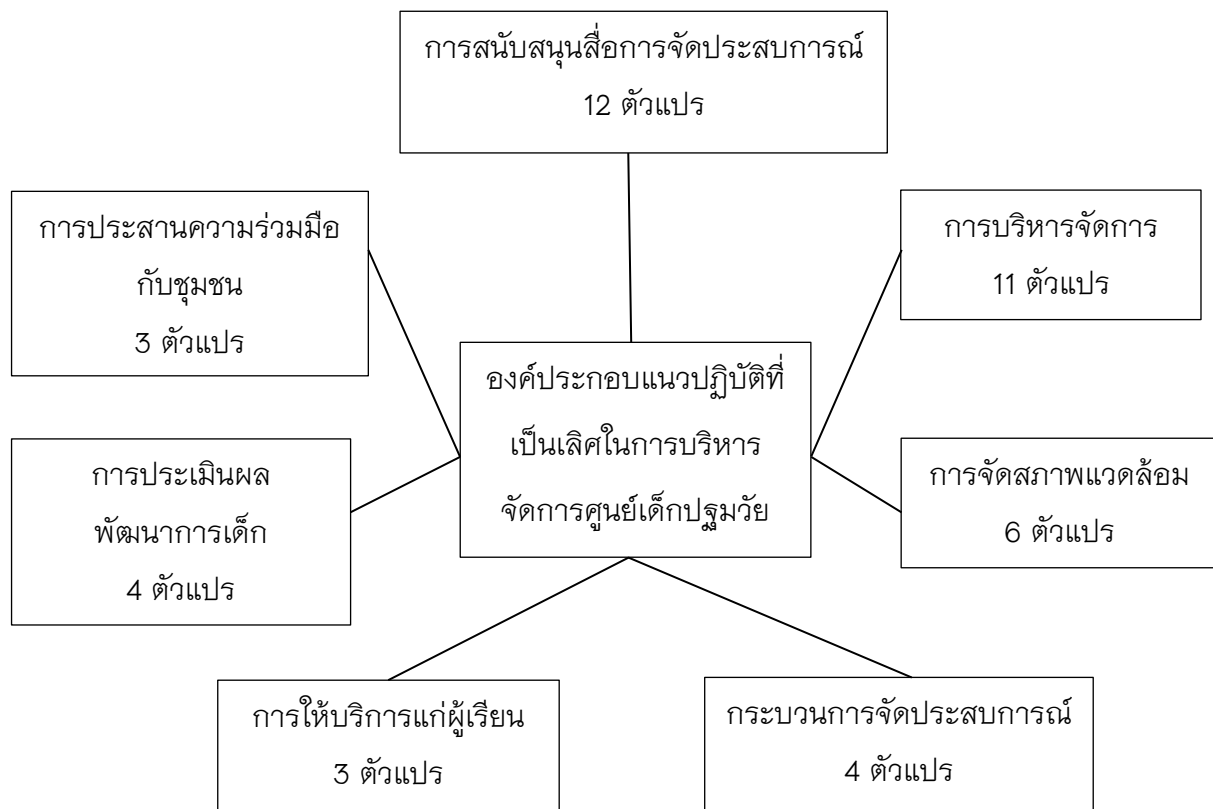 การสนับสนุนสื่อการจัดประสบการณ์
12 ตัวแปร
การประสานความร่วมมือ
กับชุมชน
3 ตัวแปร
การบริหารจัดการ
11 ตัวแปร
องค์ประกอบแนวปฏิบัติที่
เป็นเลิศในการบริหาร
จัดการศูนย์เด็กปฐมวัย
การประเมินผล
พัฒนาการเด็ก
4 ตัวแปร
การจัดสภาพแวดล้อม
6 ตัวแปร
การให้บริการแก่ผู้เรียน
3 ตัวแปร
กระบวนการจัดประสบการณ์
4 ตัวแปร